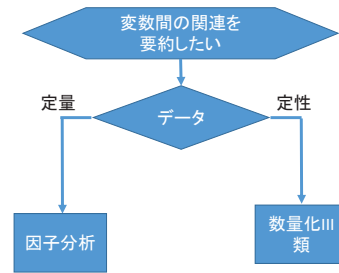 変数間の関連を
要約したい
定量
データ
定性
因子分析
数量化III
類